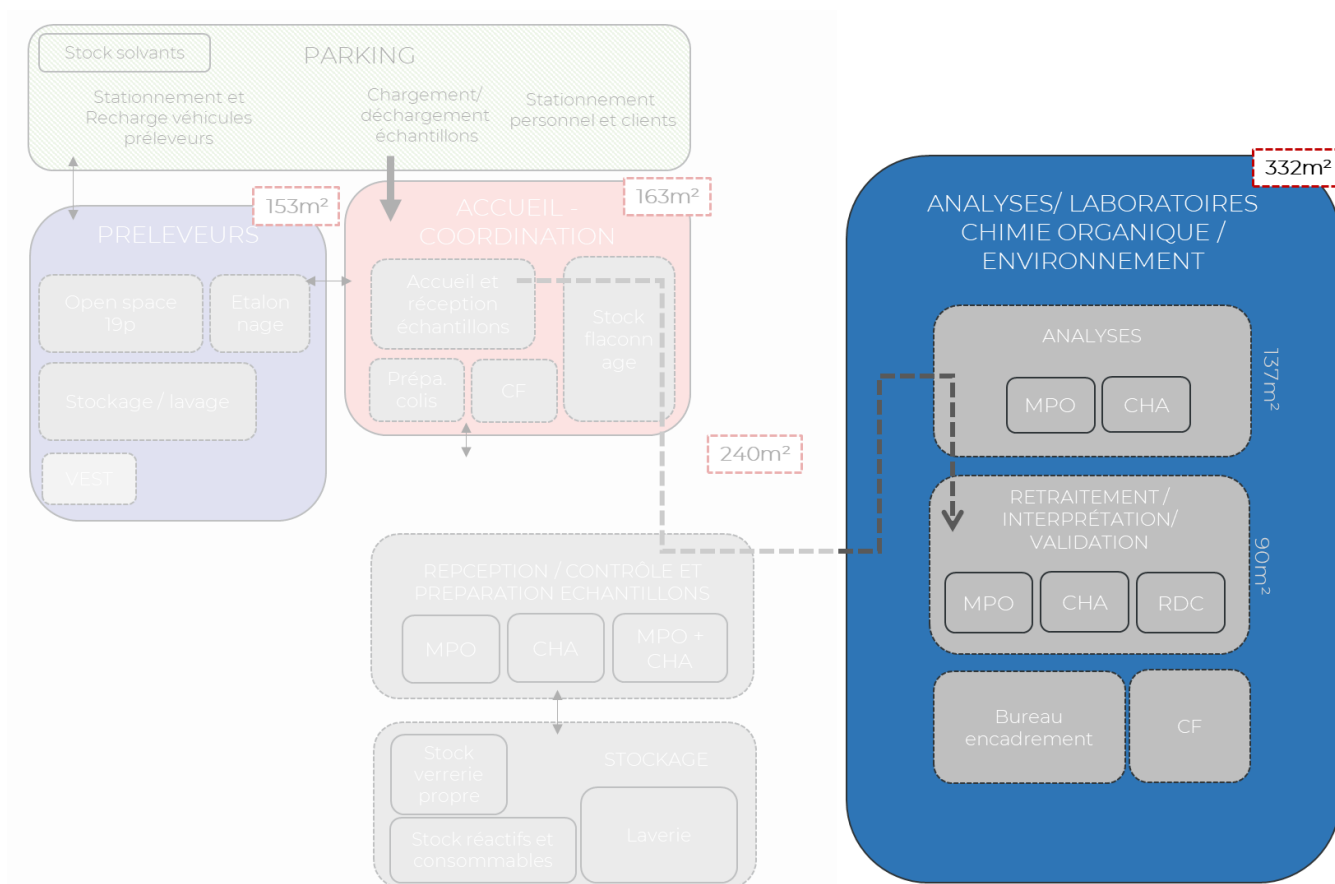 Stock solvants
PARKING
Stationnement et
Recharge véhicules
préleveurs
Chargement/
déchargement
échantillons
Stationnement
personnel et clients
153m²
PRELEVEURS
Open space
19p
Etalon
nage
Stockage / lavage
VEST
163m²
ACCUEIL -
COORDINATION
Accueil et
réception
échantillons
Stock
flaconn
age
Prépa.
colis
CF
240m²
REPCEPTION / CONTRÔLE ET
PREPARATION ECHANTILLONS
MPO
CHA
MPO +
CHA
Stock
verrerie
propre
STOCKAGE
Stock réactifs et
consommables
Laverie
332m²
ANALYSES/ LABORATOIRES
CHIMIE ORGANIQUE /
ENVIRONNEMENT
ANALYSES
MPO
CHA
137m²
RETRAITEMENT /
INTERPRÉTATION/
VALIDATION
MPO
CHA
RDC
90m²
Bureau
encadrement
CF